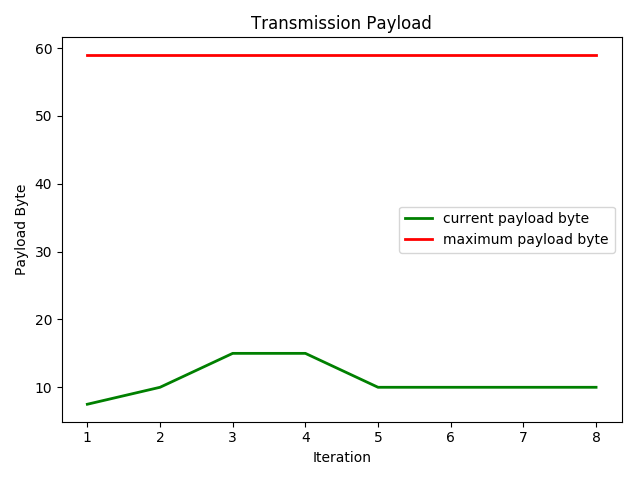 Transmission Payload
60
50
40
30
20
10
Payload Byte
current payload byte
maximum payload byte
1 2 3 4 5 6 7 8
Iteration